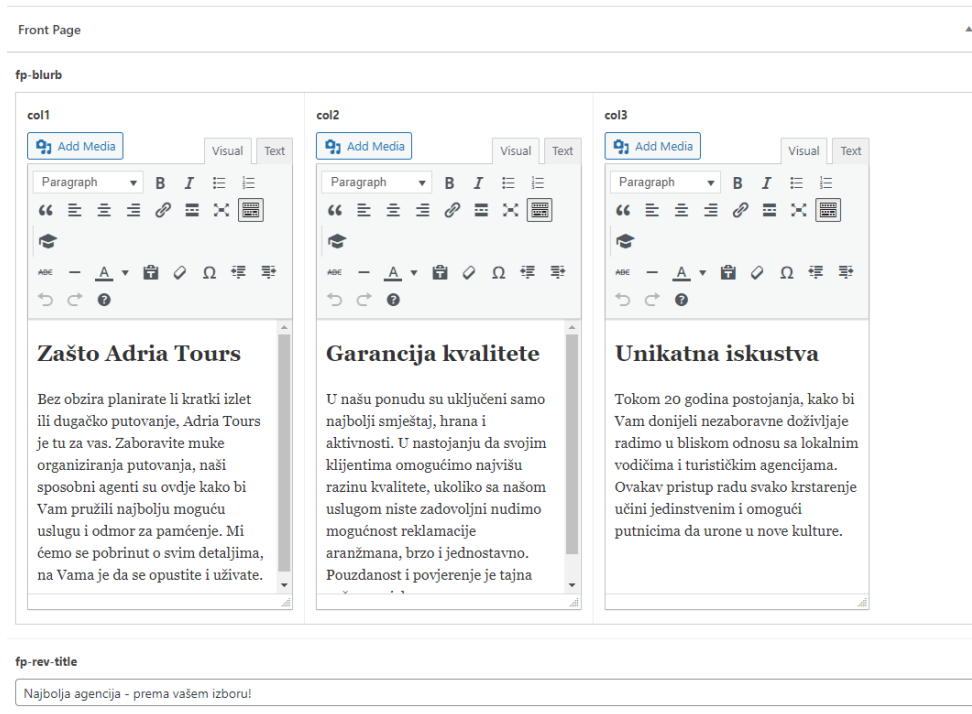 Front Page
fp-blurb
col1
Add Media
Visual
Text
Paragraph
B I
ABC
A
Ω
Zašto Adria Tours
Bez obzira planirate li kratki izlet
ili dugačko putovanje, Adria Tours
je tu za vas. Zaboravite muke
organiziranja putovanja, naši
sposobni agenti su ovdje kako bi
Vam pružili najbolju moguću
uslugu i odmor za pamćenje. Mi
ćemo se pobrinut o svim detaljima,
na Vama je da se opustite i uživate.
col2
Add Media
Visual
Text
Paragraph
B I
ABC
A
Ω
Garancija kvalitete
U našu ponudu su uključeni samo
najbolji smještaj, hrana i
aktivnosti. U nastojanju da svojim
klijentima omogućimo najvišu
razinu kvalitete, ukoliko sa našom
uslugom niste zadovoljni nudimo
mogućnost reklamacije
aranžmana, brzo i jednostavno.
Pouzdanost i povjerenje je tajna
col3
Add Media
Visual
Text
Paragraph
B I
ABC
A
Ω
Unikatna iskustva
Tokom 20 godina postojanja, kako bi
Vam donijeli nezaboravne doživljaje
radimo u bliskom odnosu sa lokalnim
vodičima i turističkim agencijama.
Ovakav pristup radu svako krstarenje
učini jedinstvenim i omogući
putnicima da urone u nove kulture.
fp-rev-title
Najbolja agencija - prema vašem izboru!